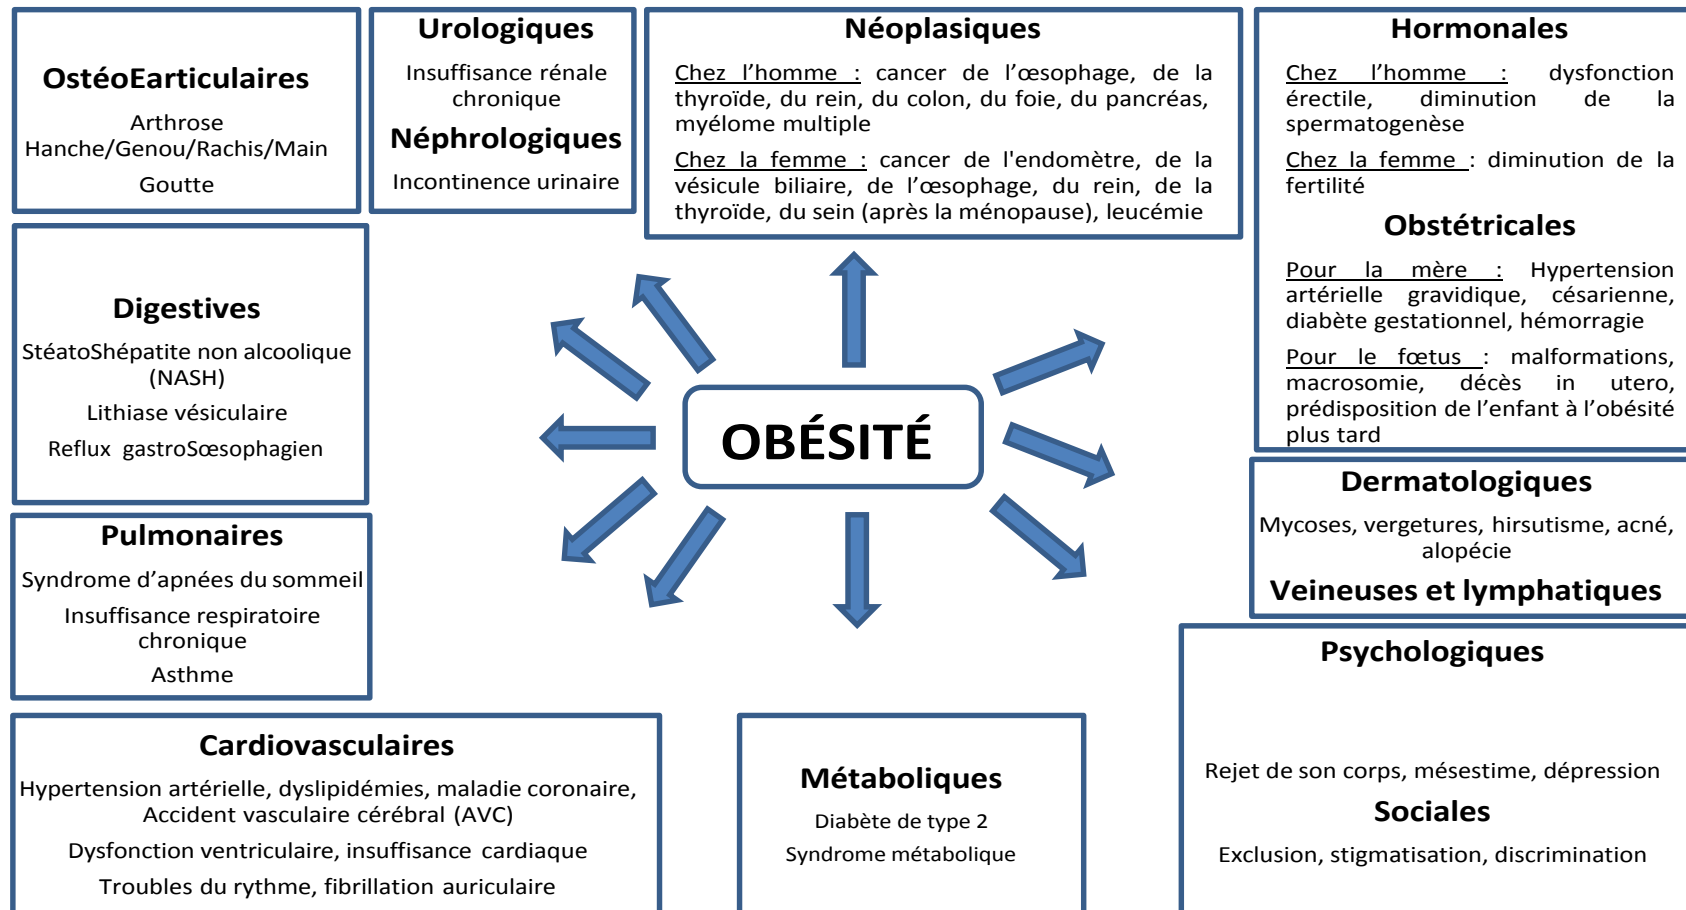 OstéoEarticulaires
Arthrose
Hanche/Genou/Rachis/Main
Goutte
Urologiques
Insuffisance rénale
chronique
Néphrologiques
Incontinence urinaire
Néoplasiques
Chez l’homme : cancer de l’œsophage, de la
thyroïde, du rein, du colon, du foie, du pancréas,
myélome multiple
Chez la femme : cancer de l'endomètre, de la
vésicule biliaire, de l’œsophage, du rein, de la
thyroïde, du sein (après la ménopause), leucémie
Hormonales
Chez l’homme : dysfonction
érectile, diminution de la
spermatogenèse
Chez la femme : diminution de la
fertilité
Obstétricales
Pour la mère : Hypertension
artérielle gravidique, césarienne,
diabète gestationnel, hémorragie
Pour le fœtus : malformations,
macrosomie, décès in utero,
prédisposition de l’enfant à l’obésité
plus tard
Digestives
StéatoShépatite non alcoolique
(NASH)
Lithiase vésiculaire
Reflux gastroSœsophagien
OBÉSITÉ
Dermatologiques
Mycoses, vergetures, hirsutisme, acné,
alopécie
Veineuses et lymphatiques
Pulmonaires
Syndrome d’apnées du sommeil
Insuffisance respiratoire
chronique
Asthme
Psychologiques
Rejet de son corps, mésestime, dépression
Sociales
Exclusion, stigmatisation, discrimination
Cardiovasculaires
Hypertension artérielle, dyslipidémies, maladie coronaire,
Accident vasculaire cérébral (AVC)
Dysfonction ventriculaire, insuffisance cardiaque
Troubles du rythme, fibrillation auriculaire
Métaboliques
Diabète de type 2
Syndrome métabolique